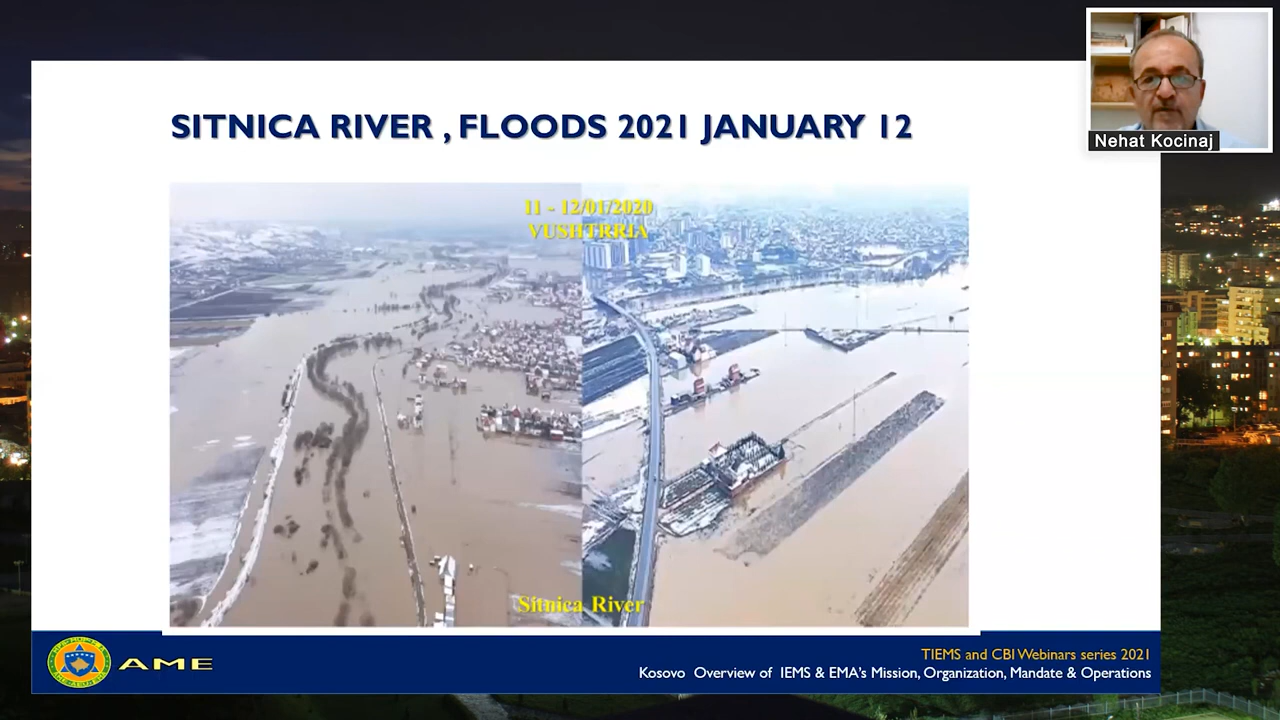 SITNICA RIVER , FLOODS 2021 JANUARY 12
Nehat Kocinaj
11 - 12/01/2020
VUSHTRRIA
Sitnica River
AME
TIEMS and CBI Webinars series 2021
Kosovo Overview of IEMS & EMA's Mission, Organization, Mandate & Operations